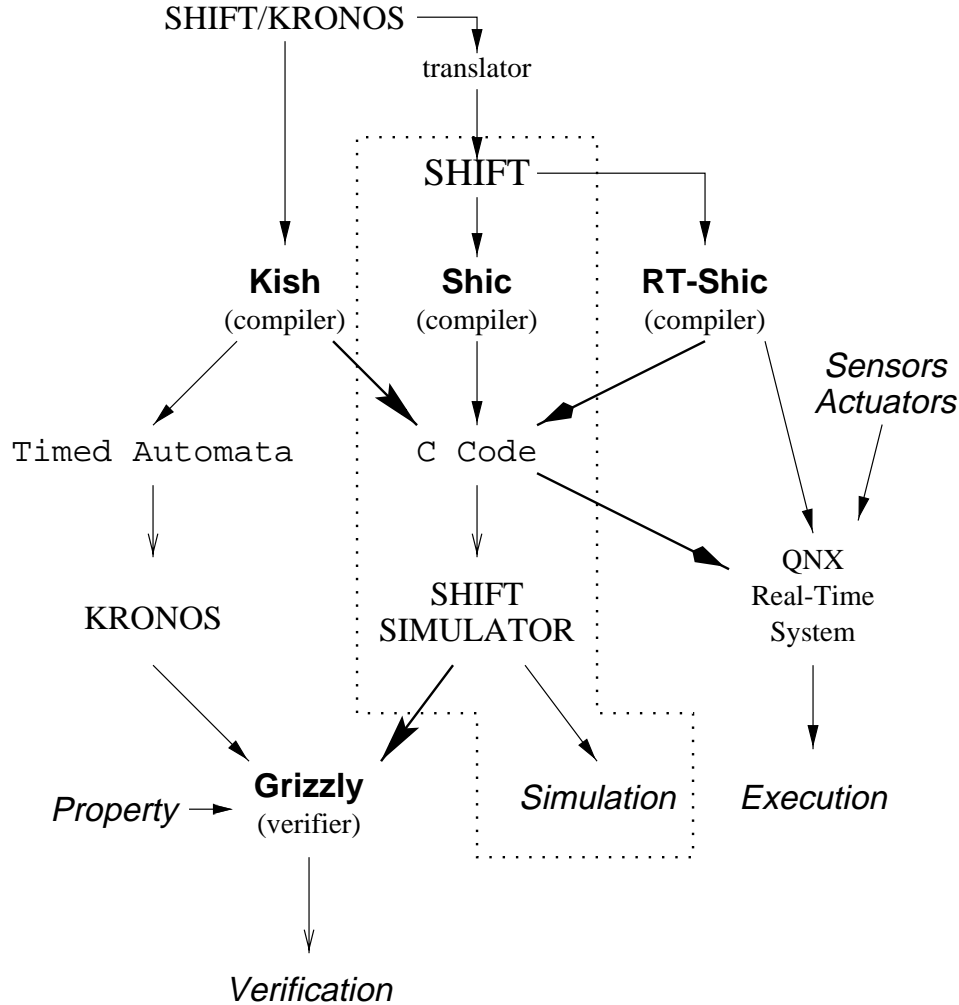 SHIFT/KRONOS
translator
SHIFT
Kish
(compiler)
Shic
(compiler)
RT-Shic
(compiler)
Sensors
Actuators
Timed Automata
C Code
QNX
Real-Time
System
KRONOS
SHIFT
SIMULATOR
Property
Grizzly
(verifier)
Simulation
Execution
Verification